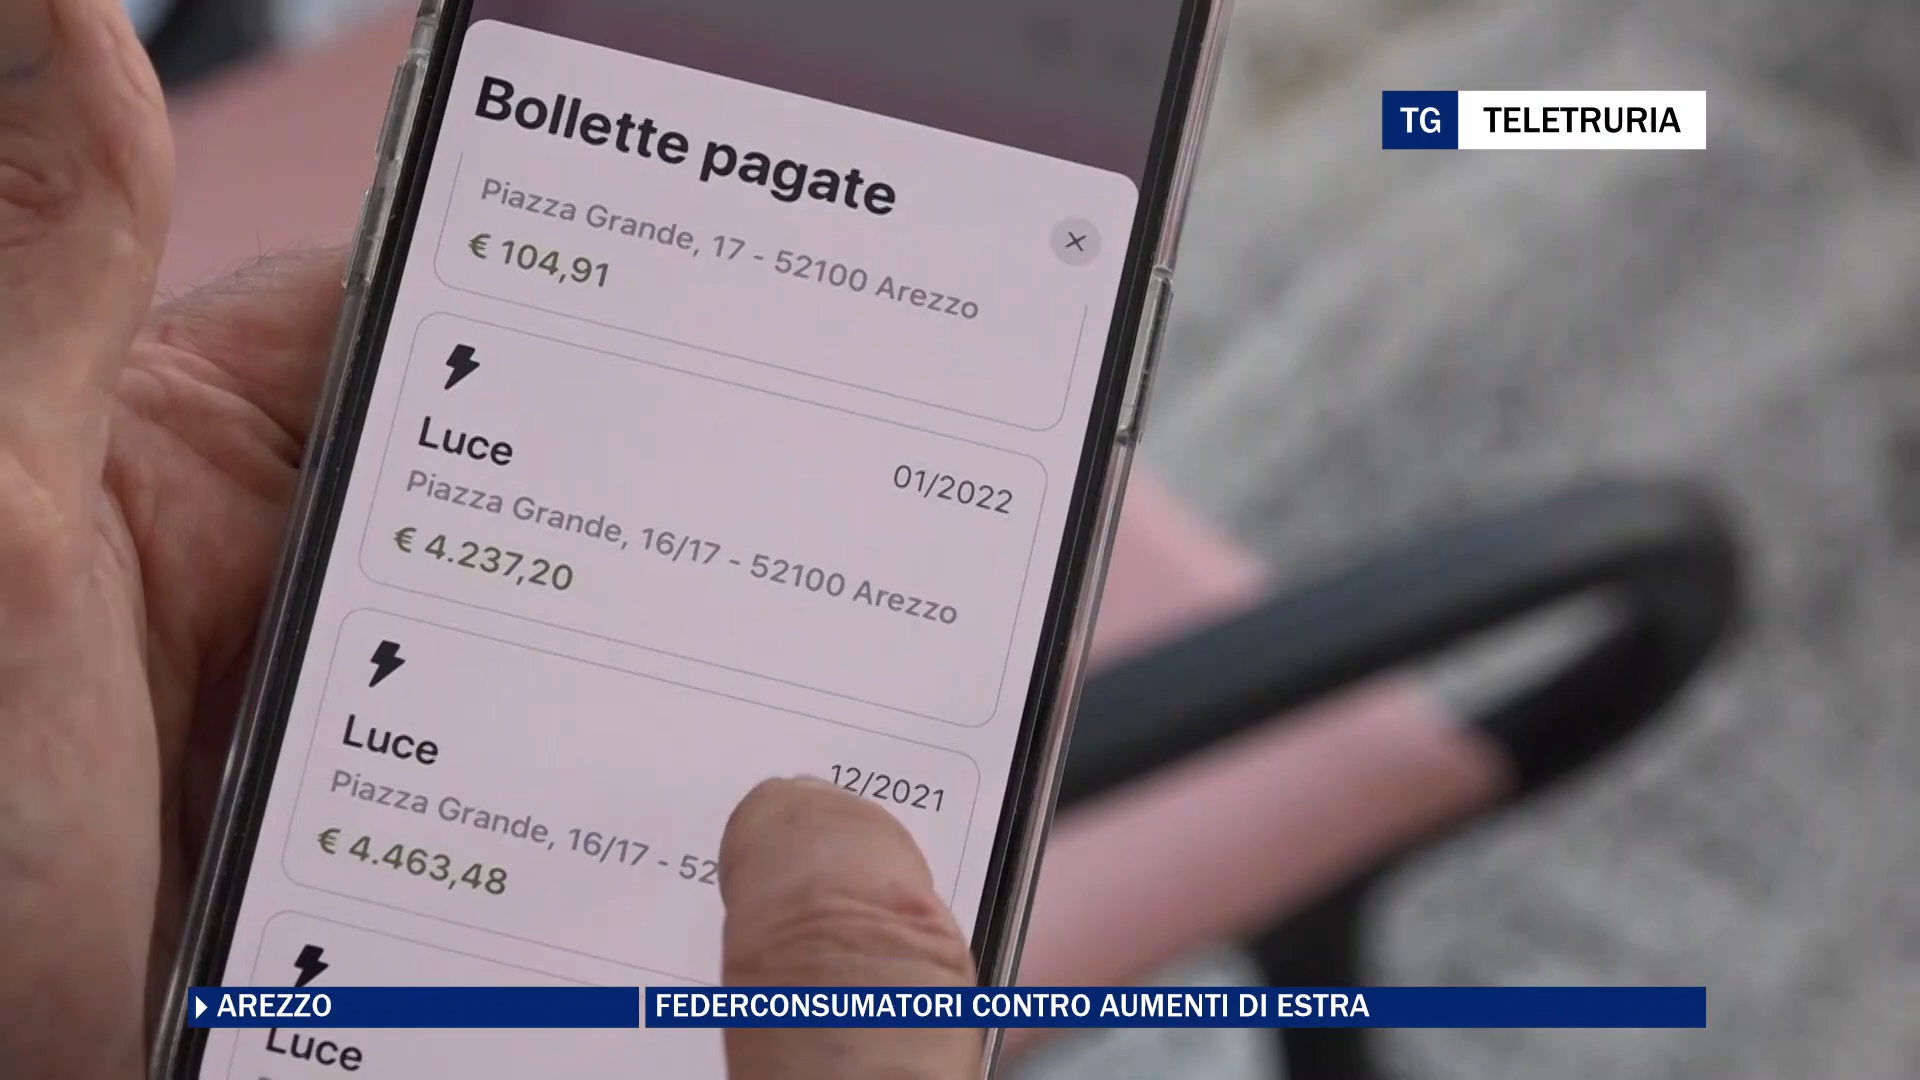 TG TELETRURIA
Bollette pagate
Piazza Grande, 17 - 52100 Arezzo
€ 104,91
Luce
01/2022
Piazza Grande, 16/17 - 52100 Arezzo
€ 4.237,20
Luce
12/2021
Piazza Grande, 16/17 - 52
€ 4.463,48
AREZZO
FEDERCONSUMATORI CONTRO AUMENTI DI ESTRA
Luce